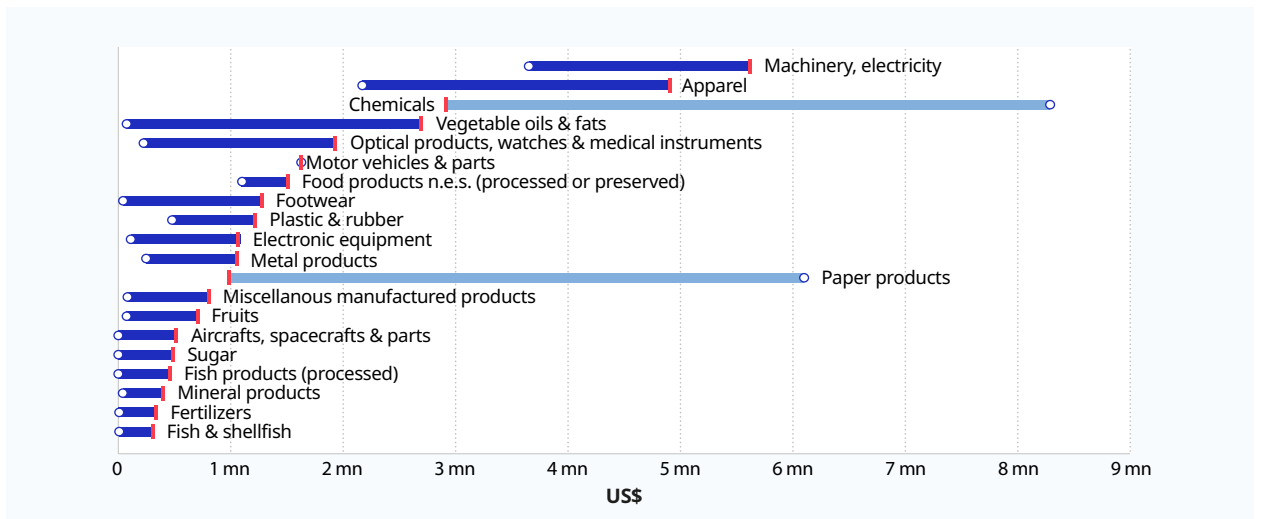 Machinery, electricity
Apparel
Chemicals
Vegetable oils & fats
Optical products, watches & medical instruments
Motor vehicles & parts
Food products n.e.s. (processed or preserved)
Footwear
Plastic & rubber
Electronic equipment
Metal products
Paper products
Miscellanous manufactured products
Fruits
Aircrafts, spacecrafts & parts
Sugar
Fish products (processed)
Mineral products
Fertilizers
Fish & shellfish
0 1 mn 2 mn 3 mn 4 mn 5 mn 6 mn 7 mn 8 mn 9 mn
US$